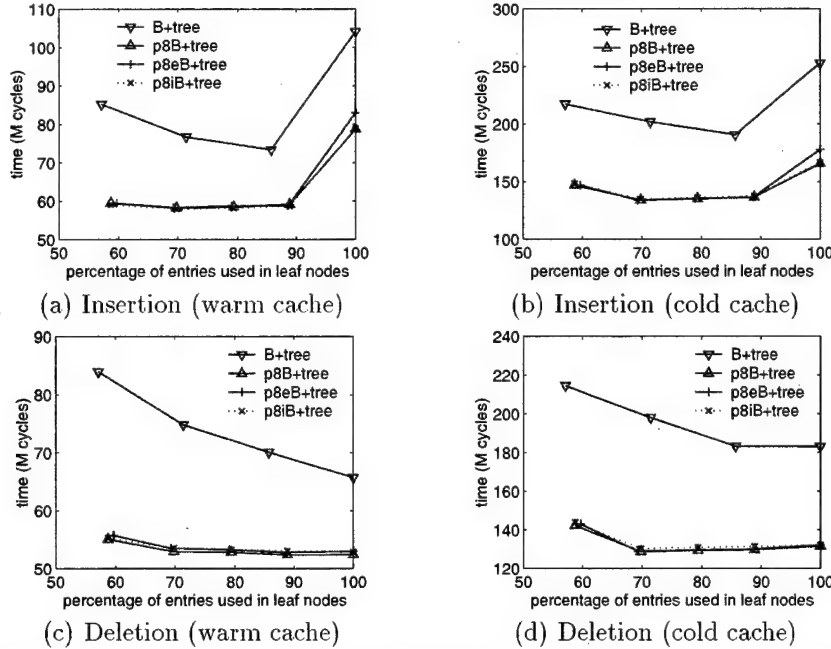 B+tree
p8B+tree
p8eB+tree
p8iB+tree
time (M cycles)
110
100
90
80
70
60
50
50 60 70 80 90 100
percentage of entries used in leaf nodes
(a) Insertion (warm cache)
B+tree
p8B+tree
p8eB+tree
p8iB+tree
time (M cycles)
300
250
200
150
100
50 60 70 80 90 100
percentage of entries used in leaf nodes
(b) Insertion (cold cache)
B+tree
p8B+tree
p8eB+tree
p8iB+tree
time (M cycles)
90
80
70
60
50
50 60 70 80 90 100
percentage of entries used in leaf nodes
(c) Deletion (warm cache)
B+tree
p8B+tree
p8eB+tree
p8iB+tree
time (M cycles)
240
220
200
180
160
140
120
50 60 70 80 90 100
percentage of entries used in leaf nodes
(d) Deletion (cold cache)